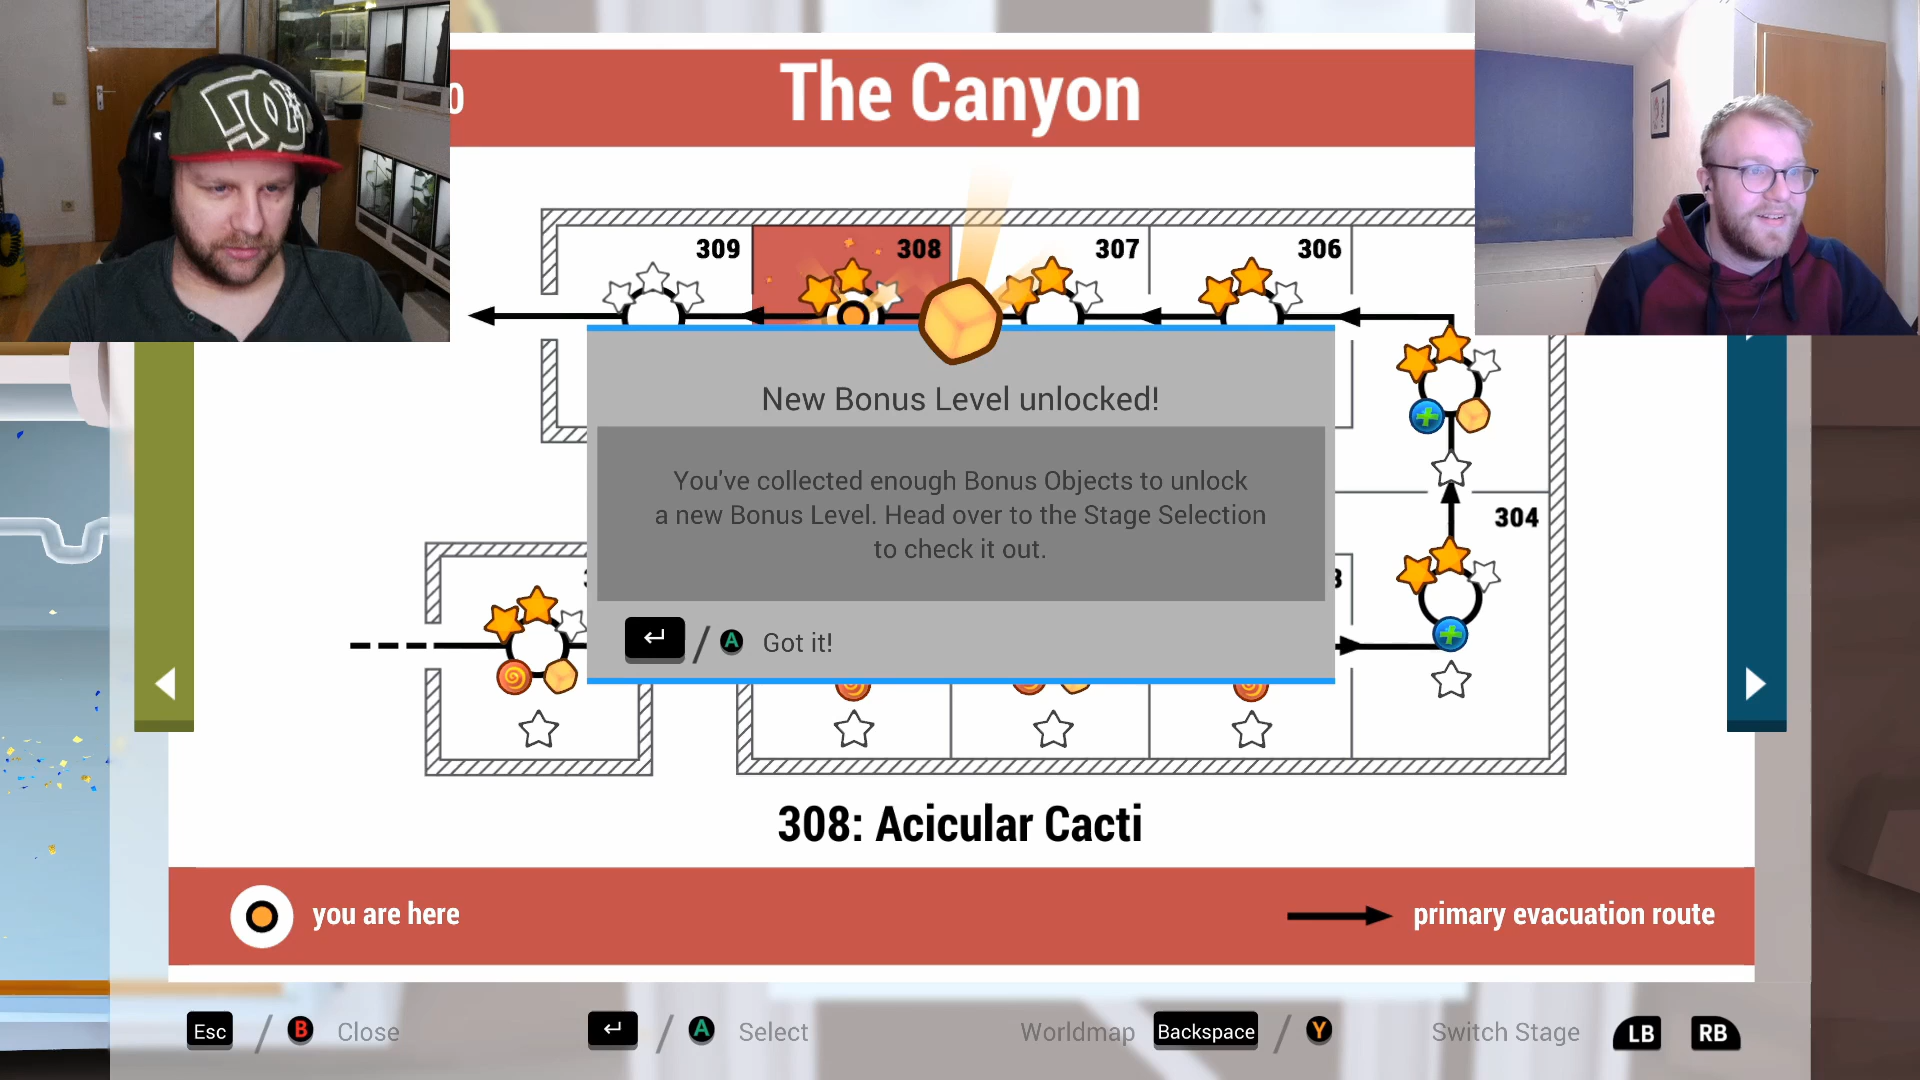 0
The Canyon
309
308
307
306
New Bonus Level unlocked!
You've collected enough Bonus Objects to unlock
a new Bonus Level. Head over to the Stage Selection
to check it out.
304
3
↵ / A Got it!
308: Acicular Cacti
you are here
primary evacuation route
Esc / B Close
↵ / A Select
Worldmap Backspace / Y
Switch Stage LB RB